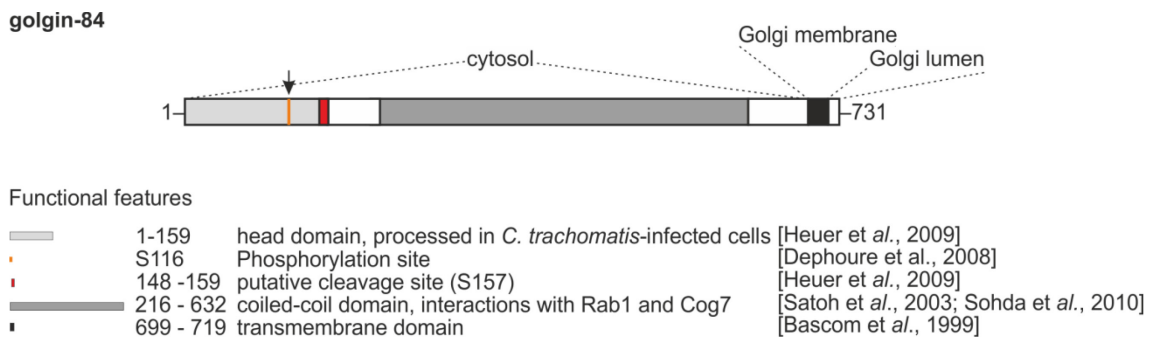 golgin-84
Golgi membrane
cytosol
Golgi lumen
1
731
Functional features
1-159 head domain, processed in C. trachomatis-infected cells [Heuer et al., 2009]
S116 Phosphorylation site [Dephoure et al., 2008]
148 -159 putative cleavage site (S157) [Heuer et al., 2009]
216 - 632 coiled-coil domain, interactions with Rab1 and Cog7 [Satoh et al., 2003; Sohda et al., 2010]
699 - 719 transmembrane domain [Bascom et al., 1999]